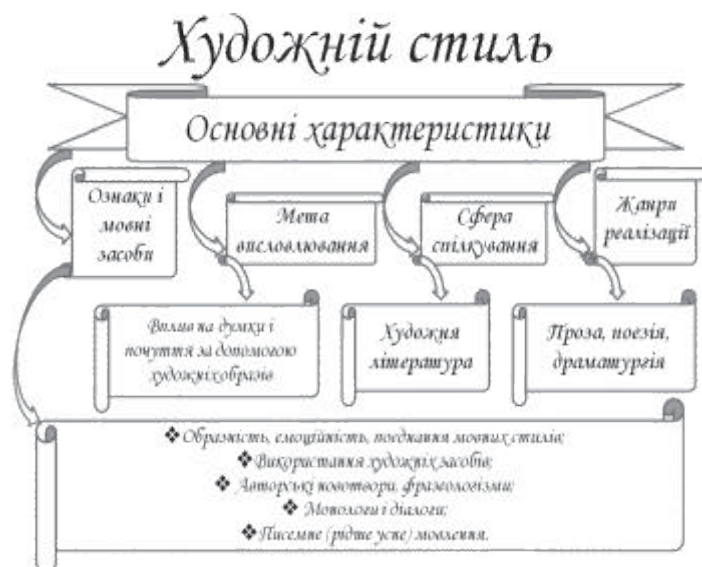 Художній стиль
Основні характеристики
Ознаки і
мовні
засоби
Мета
висловлювання
Сфера
спілкування
Жанри
реалізації
Вплив на думки і
почуття за допомогою
художніх образів
Художня
література
Проза, поезія,
драматургія
❖ Образність, емоційність, поєднання мовних стилів;
❖ Використання художніх засобів;
❖ Авторські новотвори, фразеологізми;
❖ Монологи і діалоги;
❖ Писемне (рідше усне) мовлення.